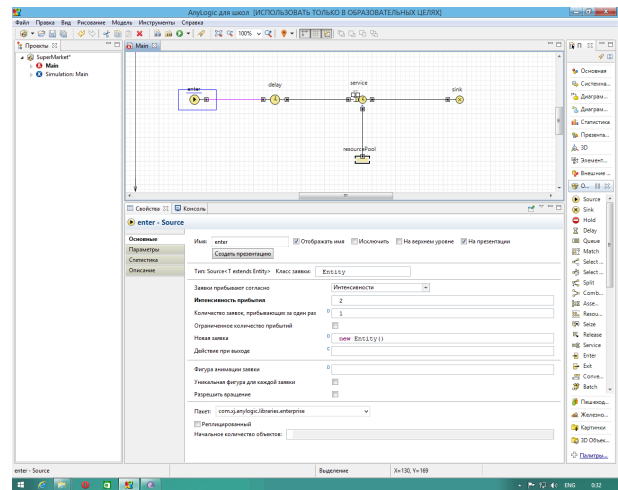 AnyLogic для школ [ИСПОЛЬЗОВАТЬ ТОЛЬКО В ОБРАЗОВАТЕЛЬНЫХ ЦЕЛЯХ]
Файл Правка Вид Рисование Модель Инструменты Справка
100%
Проекты
SuperMarket*
Main
Simulation: Main
Main
enter
delay
service
sink
resourcePool
Свойства Консоль
enter - Source
Основные
Параметры
Статистика
Описание
Имя: enter Отображать имя Исключить На верхнем уровне На презентации
Создать презентацию
Тип: Source<T extends Entity> Класс заявки: Entity
Заявки прибывают согласно Интенсивности
Интенсивность прибытия 2
Количество заявок, прибывающих за один раз 1
Ограниченное количество прибытий
Новая заявка new Entity()
Действие при выходе
Фигура анимации заявки
Уникальная фигура для каждой заявки
Разрешить вращение
Пакет: com.xj.anylogic.libraries.enterprise
Реплицированный
Начальное количество объектов:
П
Основная
Системна...
Диаграм...
Диаграм...
Статистика
Презента...
3D
Элемент...
Внешние ...
О...
Source
Sink
Hold
Delay
Queue
Match
Select ...
Select ...
Split
Comb...
Asse...
Resou...
Seize
Release
Service
Enter
Exit
Conve...
Batch
Пешеход...
Железно...
Картинки
3D Объек...
Палитры...
enter - Source Выделение X=130, Y=169
ENG 0:32